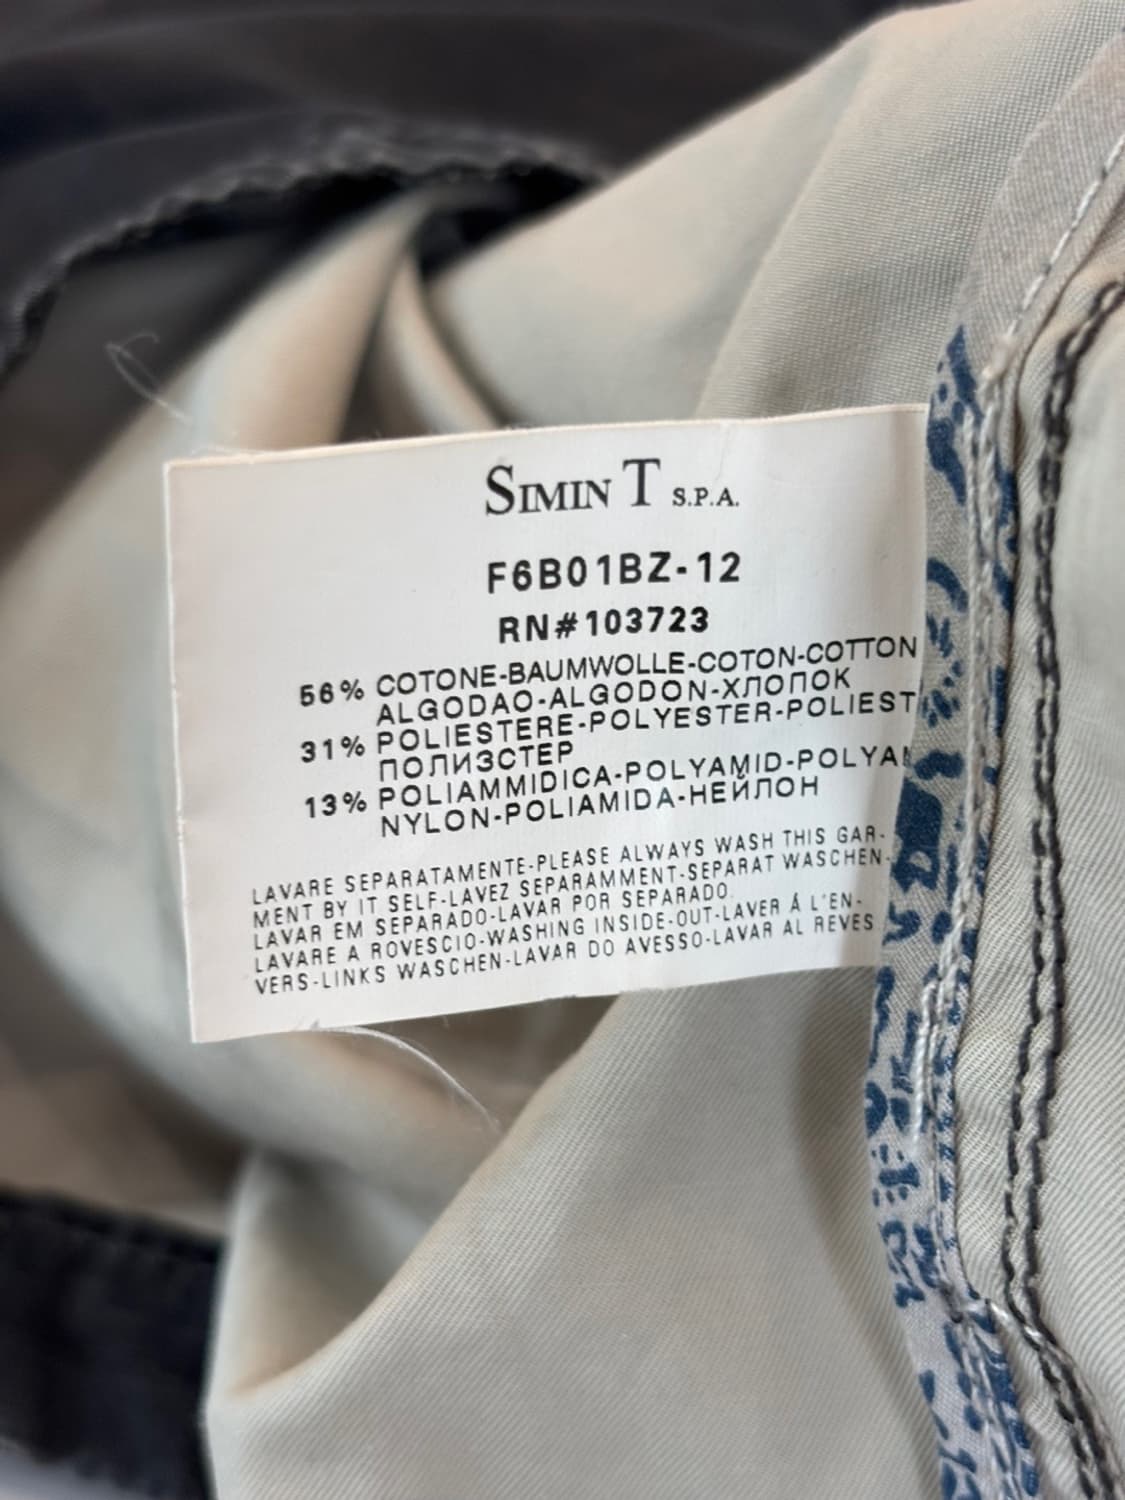 SIMIN T S.P.A.
F6B01BZ-12
RN#103723
56% COTONE-BAUMWOLLE-COTON-COTTON
ALGODAO-ALGODON-ХЛОПОК
31% POLIESTERE-POLYESTER-POLIEST
ПОЛИЗСТЕР
13% POLIAMMIDICA-POLYAMID-POLYA
NYLON-POLIAMIDA-НЕЙЛОН
LAVARE SEPARATAMENTE-PLEASE ALWAYS WASH THIS GAR-
MENT BY IT SELF-LAVEZ SEPARAMMENT-SEPARAT WASCHEN-
LAVAR EM SEPARADO-LAVAR POR SEPARADO.
LAVARE A ROVESCIO-WASHING INSIDE-OUT-LAVER Á L'EN-
VERS-LINKS WASCHEN-LAVAR DO AVESSO-LAVAR AL REVES